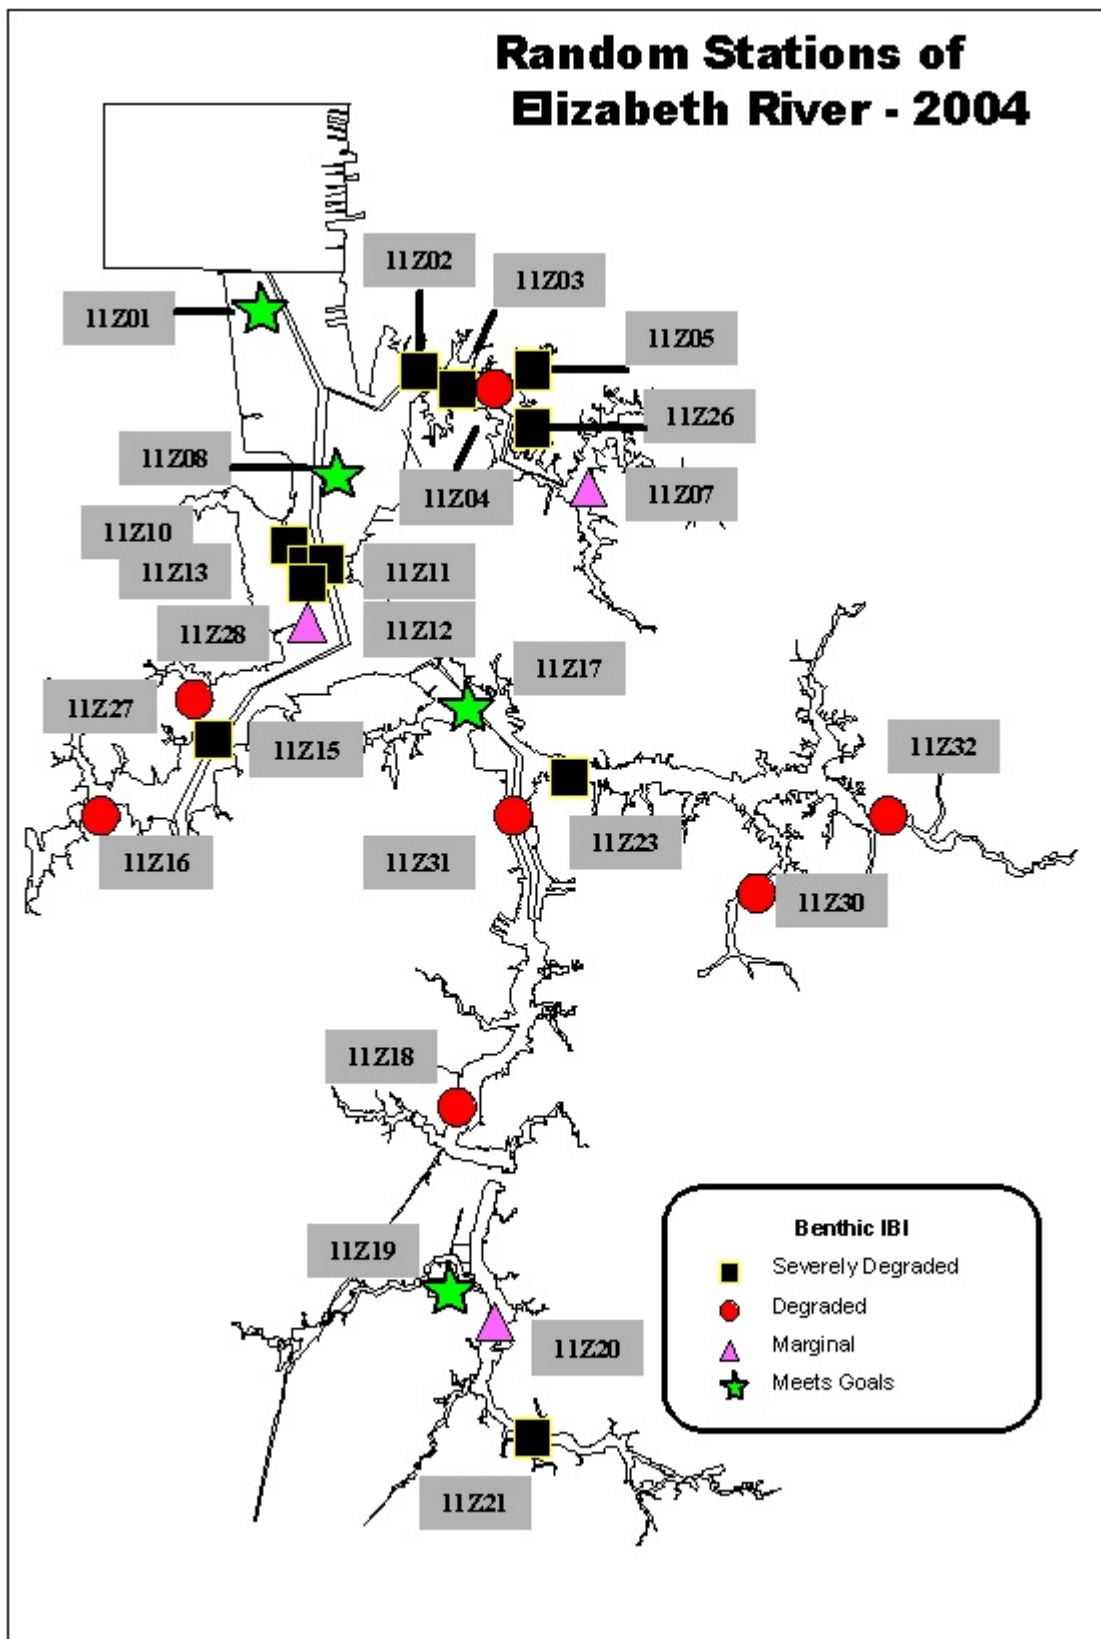 Random Stations of
Elizabeth River - 2004
11Z02
11Z03
11Z01
11Z05
11Z26
11Z08
11Z04
11Z07
11Z10
11Z13
11Z11
11Z28
11Z12
11Z17
11Z27
11Z15
11Z32
11Z16
11Z31
11Z23
11Z30
11Z18
11Z19
11Z20
11Z21
Benthic IBI
Severely Degraded
Degraded
Marginal
Meets Goals